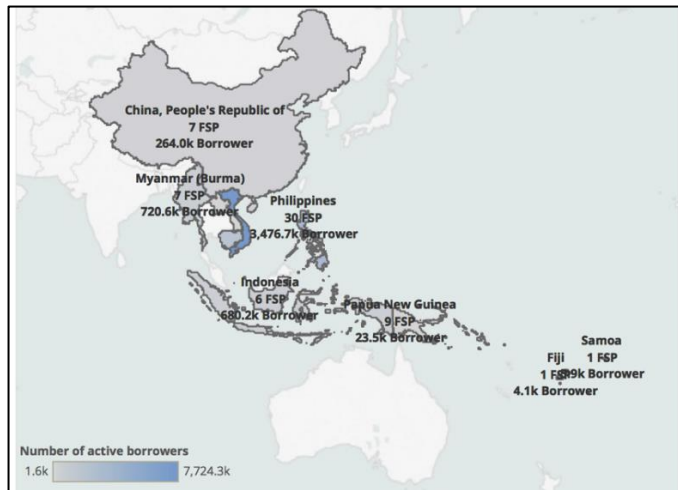 China, People's Republic of
7 FSP
264.0k Borrower
Myanmar (Burma)
7 FSP
720.6k Borrower
Philippines
30 FSP
3,476.7k Borrower
Indonesia
6 FSP
680.2k Borrower
Papua New Guinea
9 FSP
23.5k Borrower
Samoa
1 FSP
Borrower
Fiji
1 FSP
4.1k Borrower
Number of active borrowers
1.6k
7,724.3k